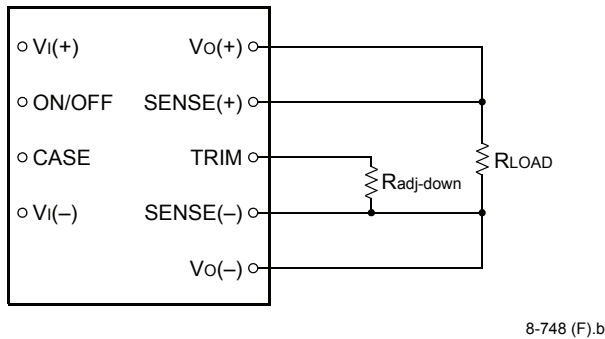 VI(+) VO(+)
ON/OFF SENSE(+)
CASE TRIM
RLOAD
Radj-down
VI(–) SENSE(–)
VO(–)
8-748 (F).b